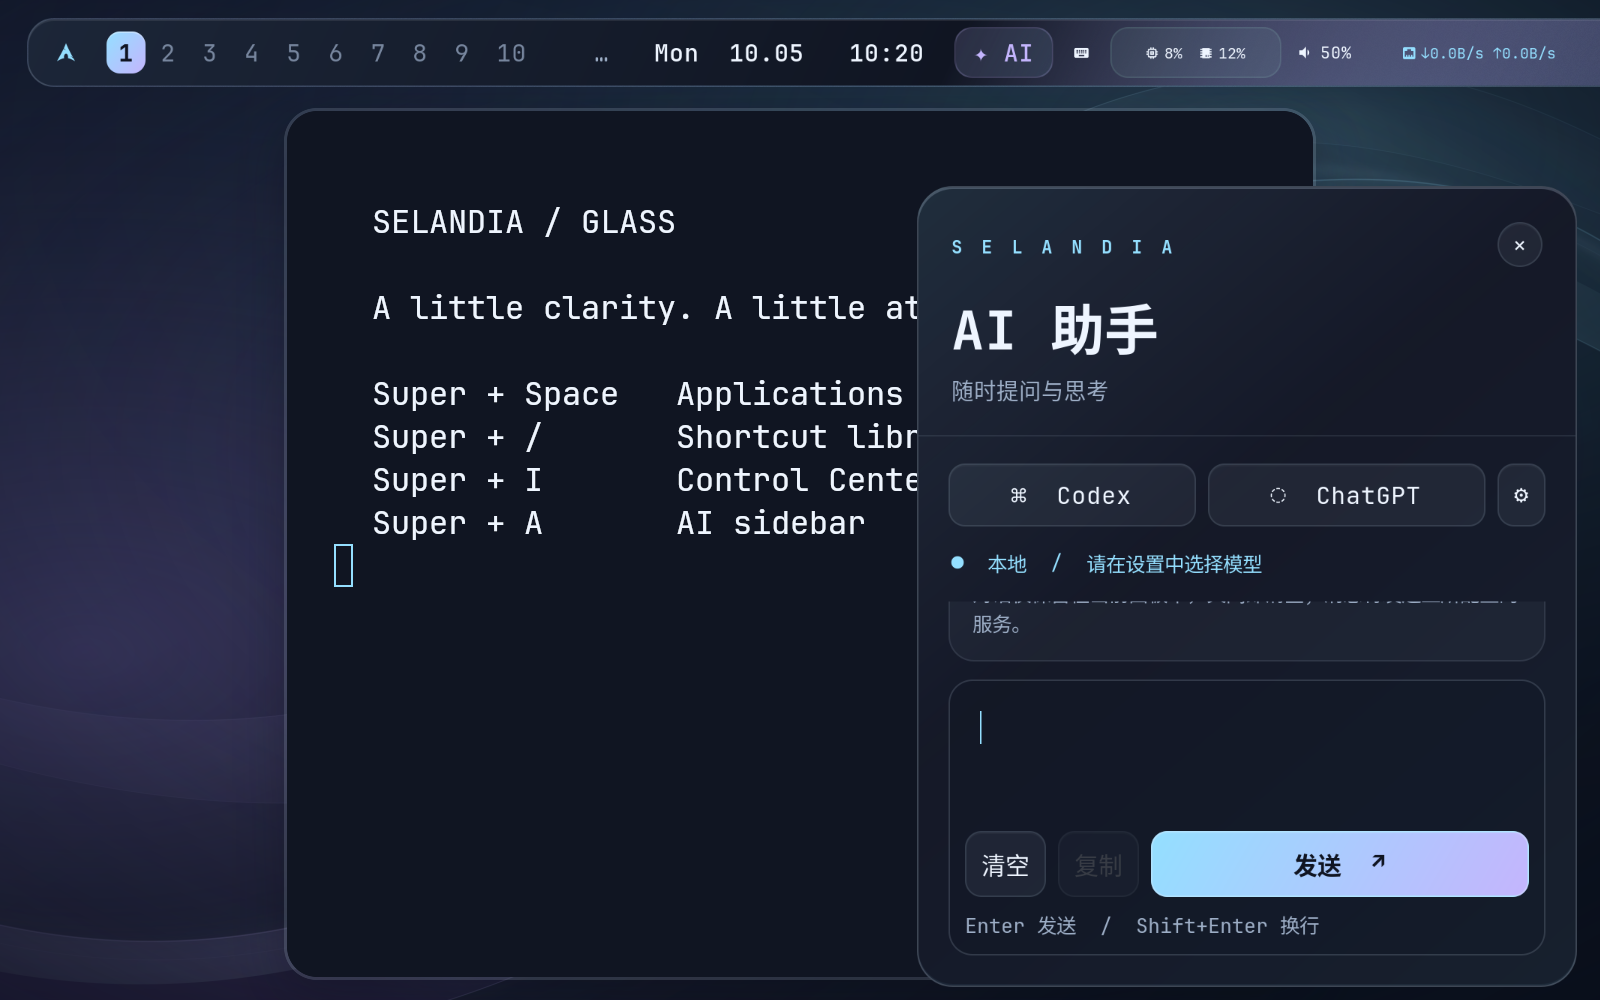 1 2 3 4 5 6 7 8 9 10 … Mon 10.05 10:20 ✦ AI 8% 12% 50% ↓0.0B/s ↑0.0B/s
SELANDIA / GLASS
A little clarity. A little at
Super + Space Applications
Super + / Shortcut libr
Super + I Control Cente
Super + A AI sidebar
SELANDIA
×
AI 助手
随时提问与思考
⌘ Codex ChatGPT ⚙
● 本地 / 请在设置中选择模型
服务。
清空 复制 发送 ↗
Enter 发送 / Shift+Enter 换行